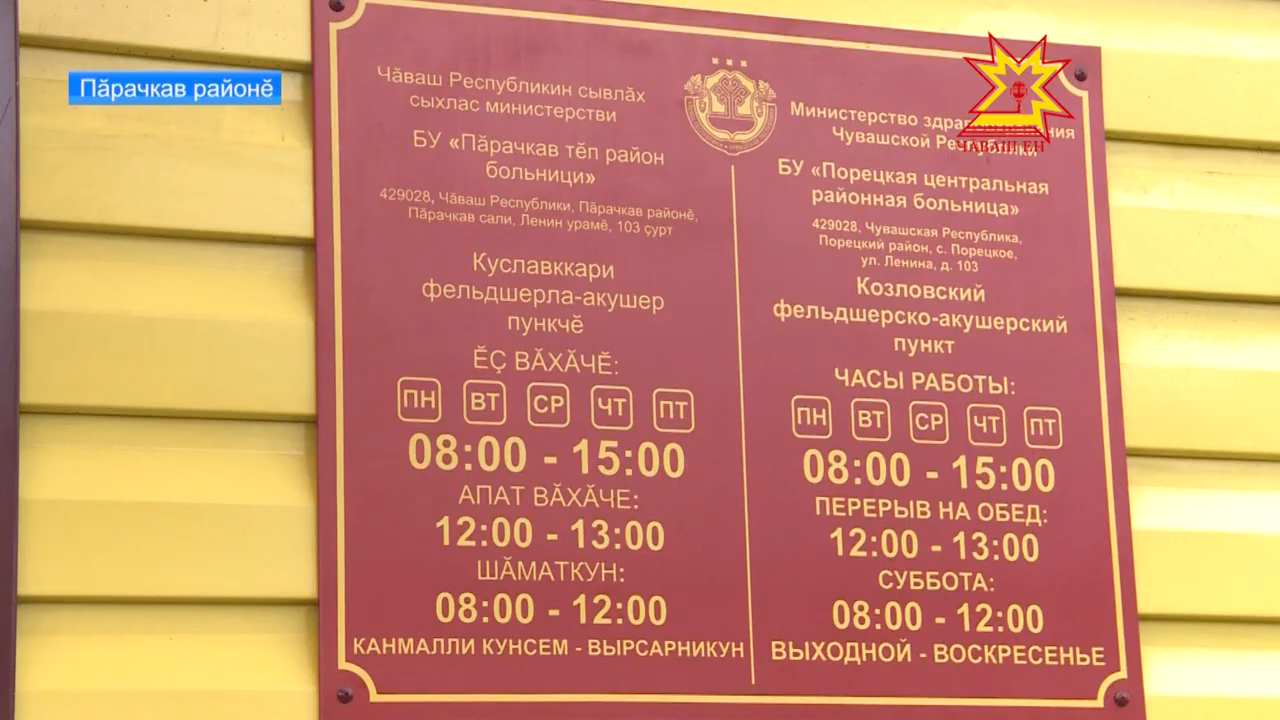 Пӑрачкав районӗ
Чӑваш Республикин сывлӑх
сыхлас министерстви
БУ «Пӑрачкав тӗп район
больници»
429028, Чӑваш Республики, Пӑрачкав районӗ,
Пӑрачкав сали, Ленин урамӗ, 103 ҫурт
Куславккари
фельдшерла-акушер
пункчӗ
ӖҪ ВӐХӐЧӖ:
ПН ВТ СР ЧТ ПТ
08:00 - 15:00
АПАТ ВӐХӐЧЕ:
12:00 - 13:00
ШӐМАТКУН:
08:00 - 12:00
КАНМАЛЛИ КУНСЕМ - ВЫРСАРНИКУН
ЧӐВАШ ЕН
Министерство здравоохранения
Чувашской Республики
БУ «Порецкая центральная
районная больница»
429028, Чувашская Республика,
Порецкий район, с. Порецкое,
ул. Ленина, д. 103
Козловский
фельдшерско-акушерский
пункт
ЧАСЫ РАБОТЫ:
ПН ВТ СР ЧТ ПТ
08:00 - 15:00
ПЕРЕРЫВ НА ОБЕД:
12:00 - 13:00
СУББОТА:
08:00 - 12:00
ВЫХОДНОЙ - ВОСКРЕСЕНЬЕ